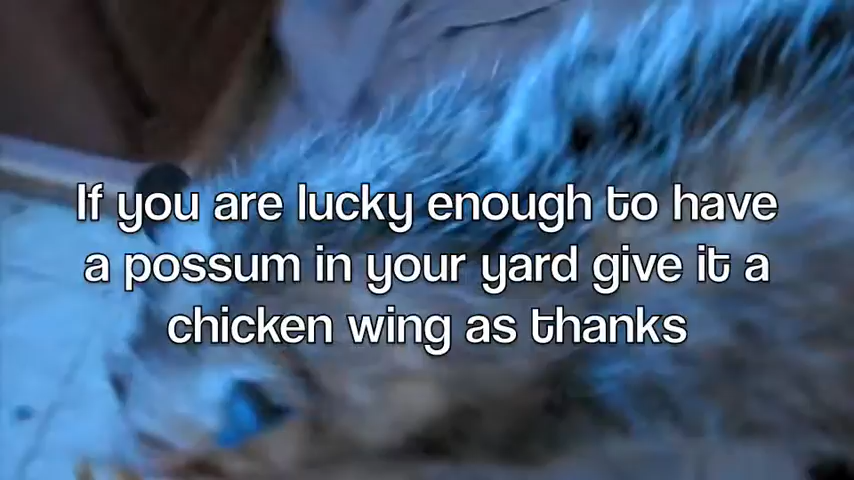 If you are lucky enough to have
a possum in your yard give it a
chicken wing as thanks